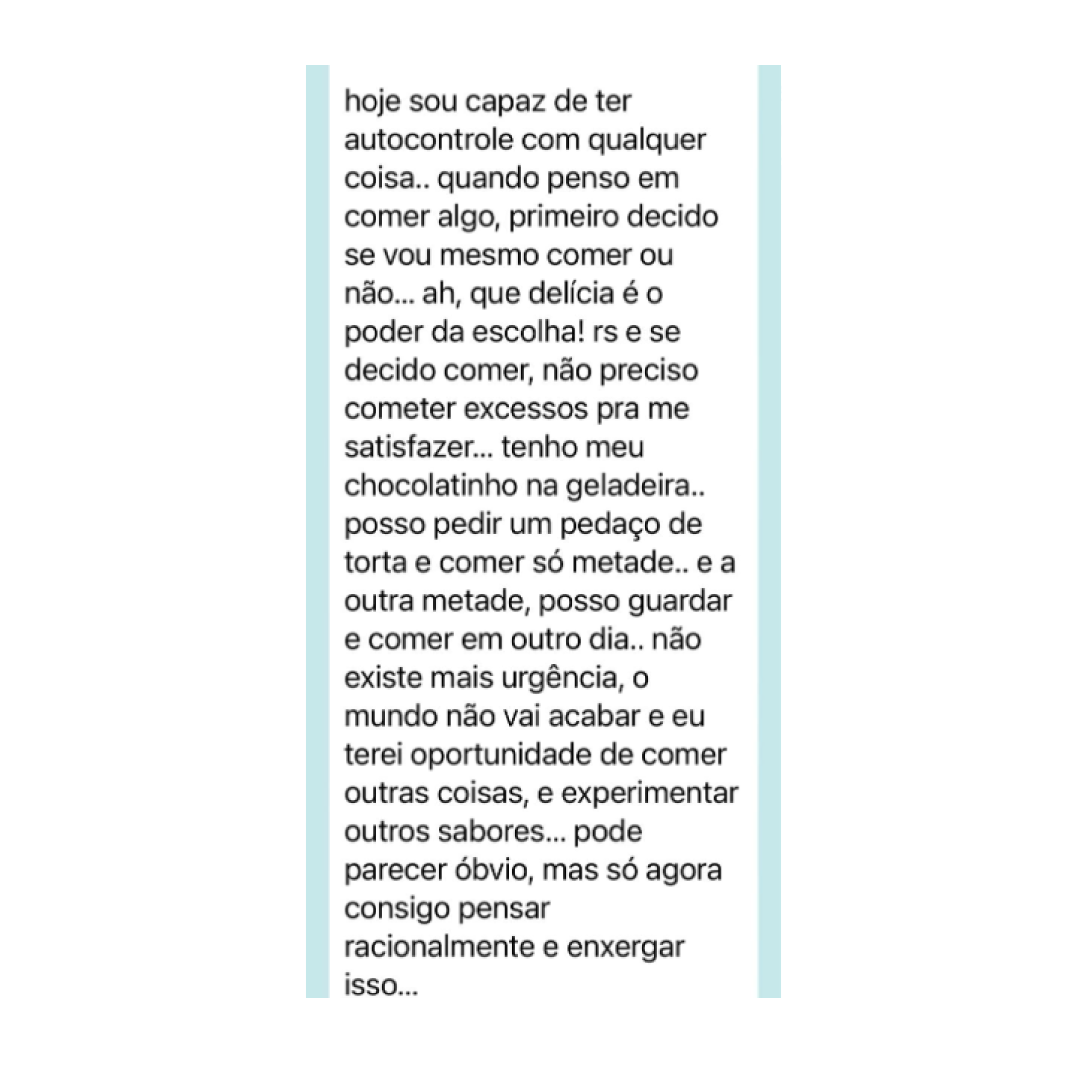 hoje sou capaz de ter
autocontrole com qualquer
coisa.. quando penso em
comer algo, primeiro decido
se vou mesmo comer ou
não... ah, que delícia é o
poder da escolha! rs e se
decido comer, não preciso
cometer excessos pra me
satisfazer... tenho meu
chocolatinho na geladeira..
posso pedir um pedaço de
torta e comer só metade.. e a
outra metade, posso guardar
e comer em outro dia.. não
existe mais urgência, o
mundo não vai acabar e eu
terei oportunidade de comer
outras coisas, e experimentar
outros sabores... pode
parecer óbvio, mas só agora
consigo pensar
racionalmente e enxergar
isso...